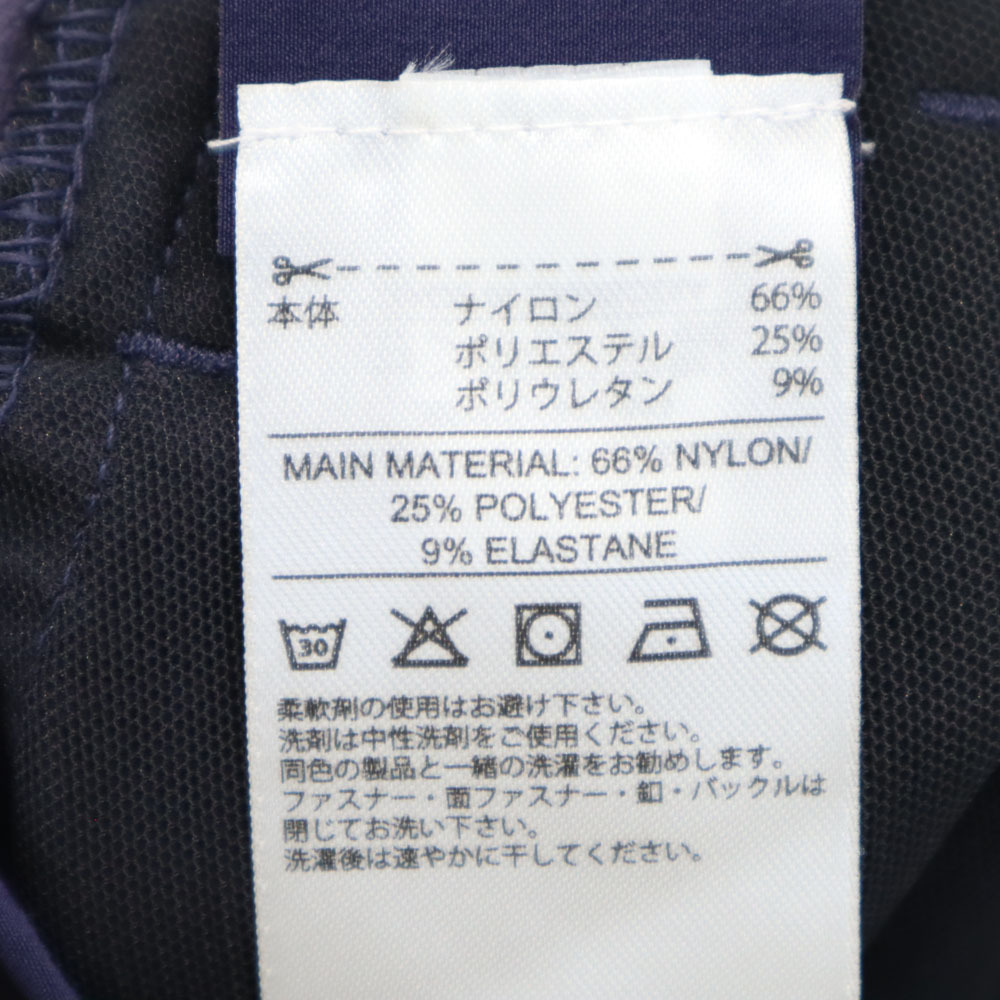 本体 ナイロン 66%
ポリエステル 25%
ポリウレタン 9%
MAIN MATERIAL: 66% NYLON/
25% POLYESTER/
9% ELASTANE
30
柔軟剤の使用はお避け下さい。
洗剤は中性洗剤をご使用ください。
同色の製品と一緒の洗濯をお勧めします。
ファスナー・面ファスナー・釦・バックルは
閉じてお洗い下さい。
洗濯後は速やかに干してください。